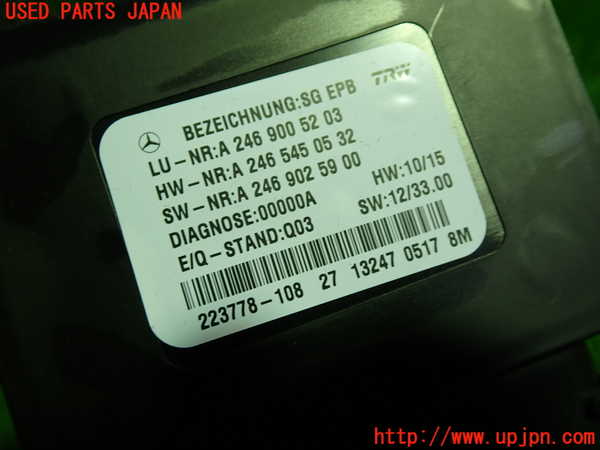 USED PARTS JAPAN
BEZEICHNUNG:SG EPB TRW
LU-NR:A 246 900 52 03
HW-NR:A 246 545 05 32
SW-NR:A 246 902 59 00
DIAGNOSE:00000A HW:10/15
E/Q-STAND:Q03 SW:12/33.00
223778-108 27 13247 0517 8M
http://www.upjpn.com